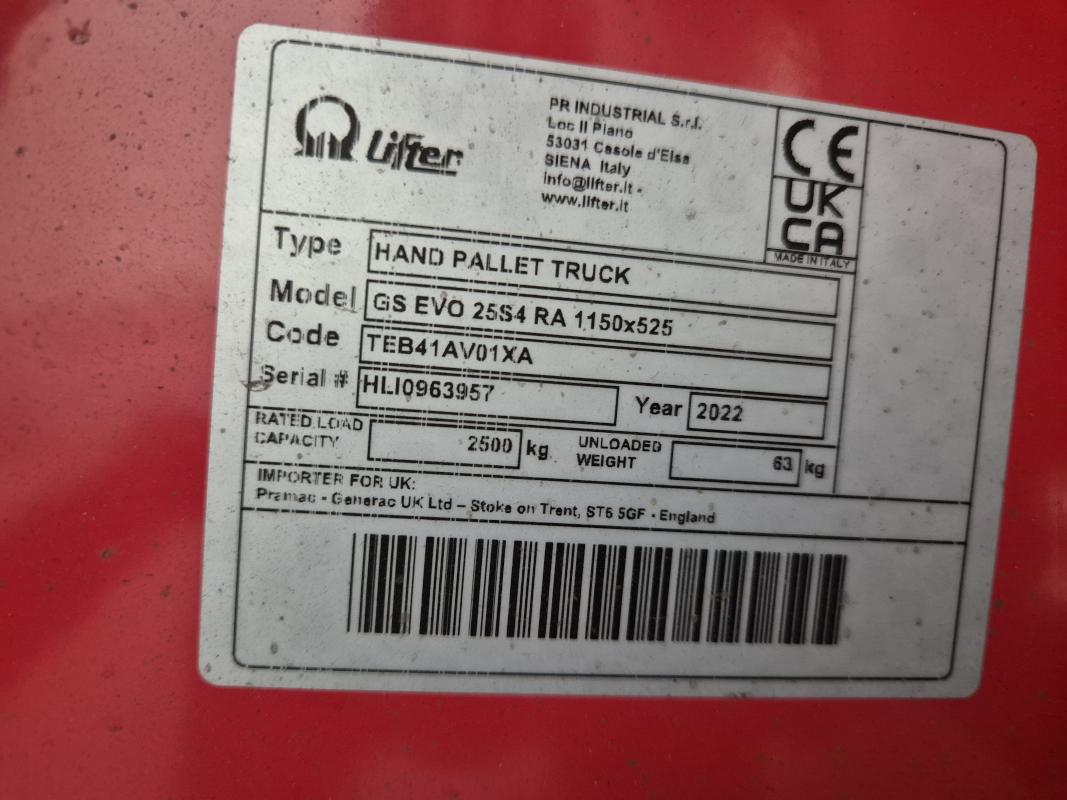 Lifter
PR INDUSTRIAL S.r.l.
Loc Il Piano
53031 Casole d'Elsa
SIENA Italy
info@lifter.it -
www.lifter.it
CE
UK
CA
MADE IN ITALY
Type HAND PALLET TRUCK
Model GS EVO 25S4 RA 1150x525
Code TEB41AV01XA
Serial # HLI0963957 Year 2022
RATED LOAD CAPACITY 2500 kg UNLOADED WEIGHT 63 kg
IMPORTER FOR UK:
Pramac - Generac UK Ltd – Stoke on Trent, ST6 5GF - England